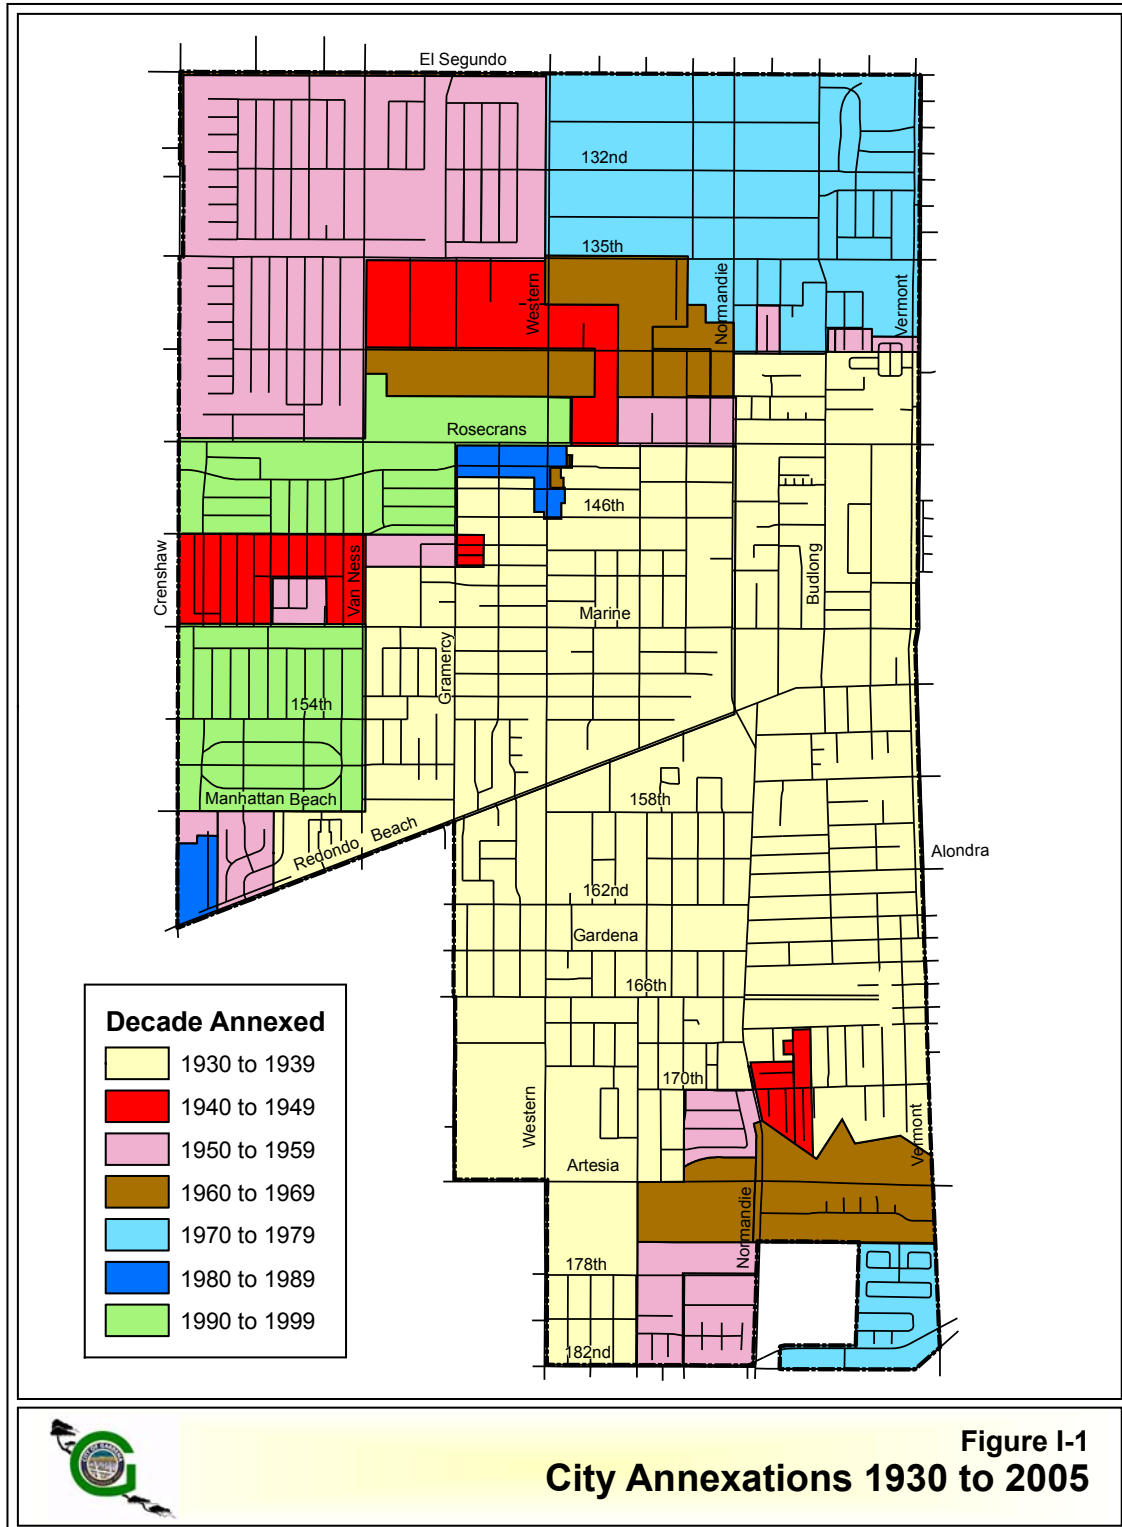 El Segundo
132nd
135th
Western
Normandie
Vermont
Rosecrans
146th
Crenshaw
Van Ness
Budlong
Marine
Gramercy
154th
Manhattan Beach
158th
Redondo Beach
Alondra
162nd
Gardena
166th
170th
Western
Vermont
Artesia
Normandie
178th
182nd
Decade Annexed
1930 to 1939
1940 to 1949
1950 to 1959
1960 to 1969
1970 to 1979
1980 to 1989
1990 to 1999
CITY OF GARDENA
Figure I-1
City Annexations 1930 to 2005